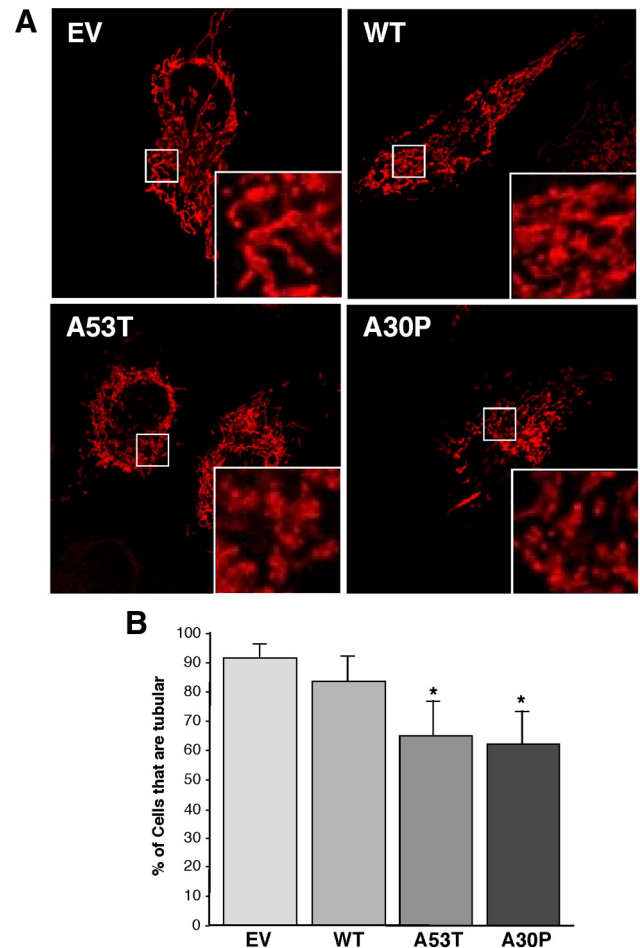 A
EV
WT
A53T
A30P
B
% of Cells that are tubular
100
90
80
70
60
50
40
30
20
10
0
*
*
EV
WT
A53T
A30P